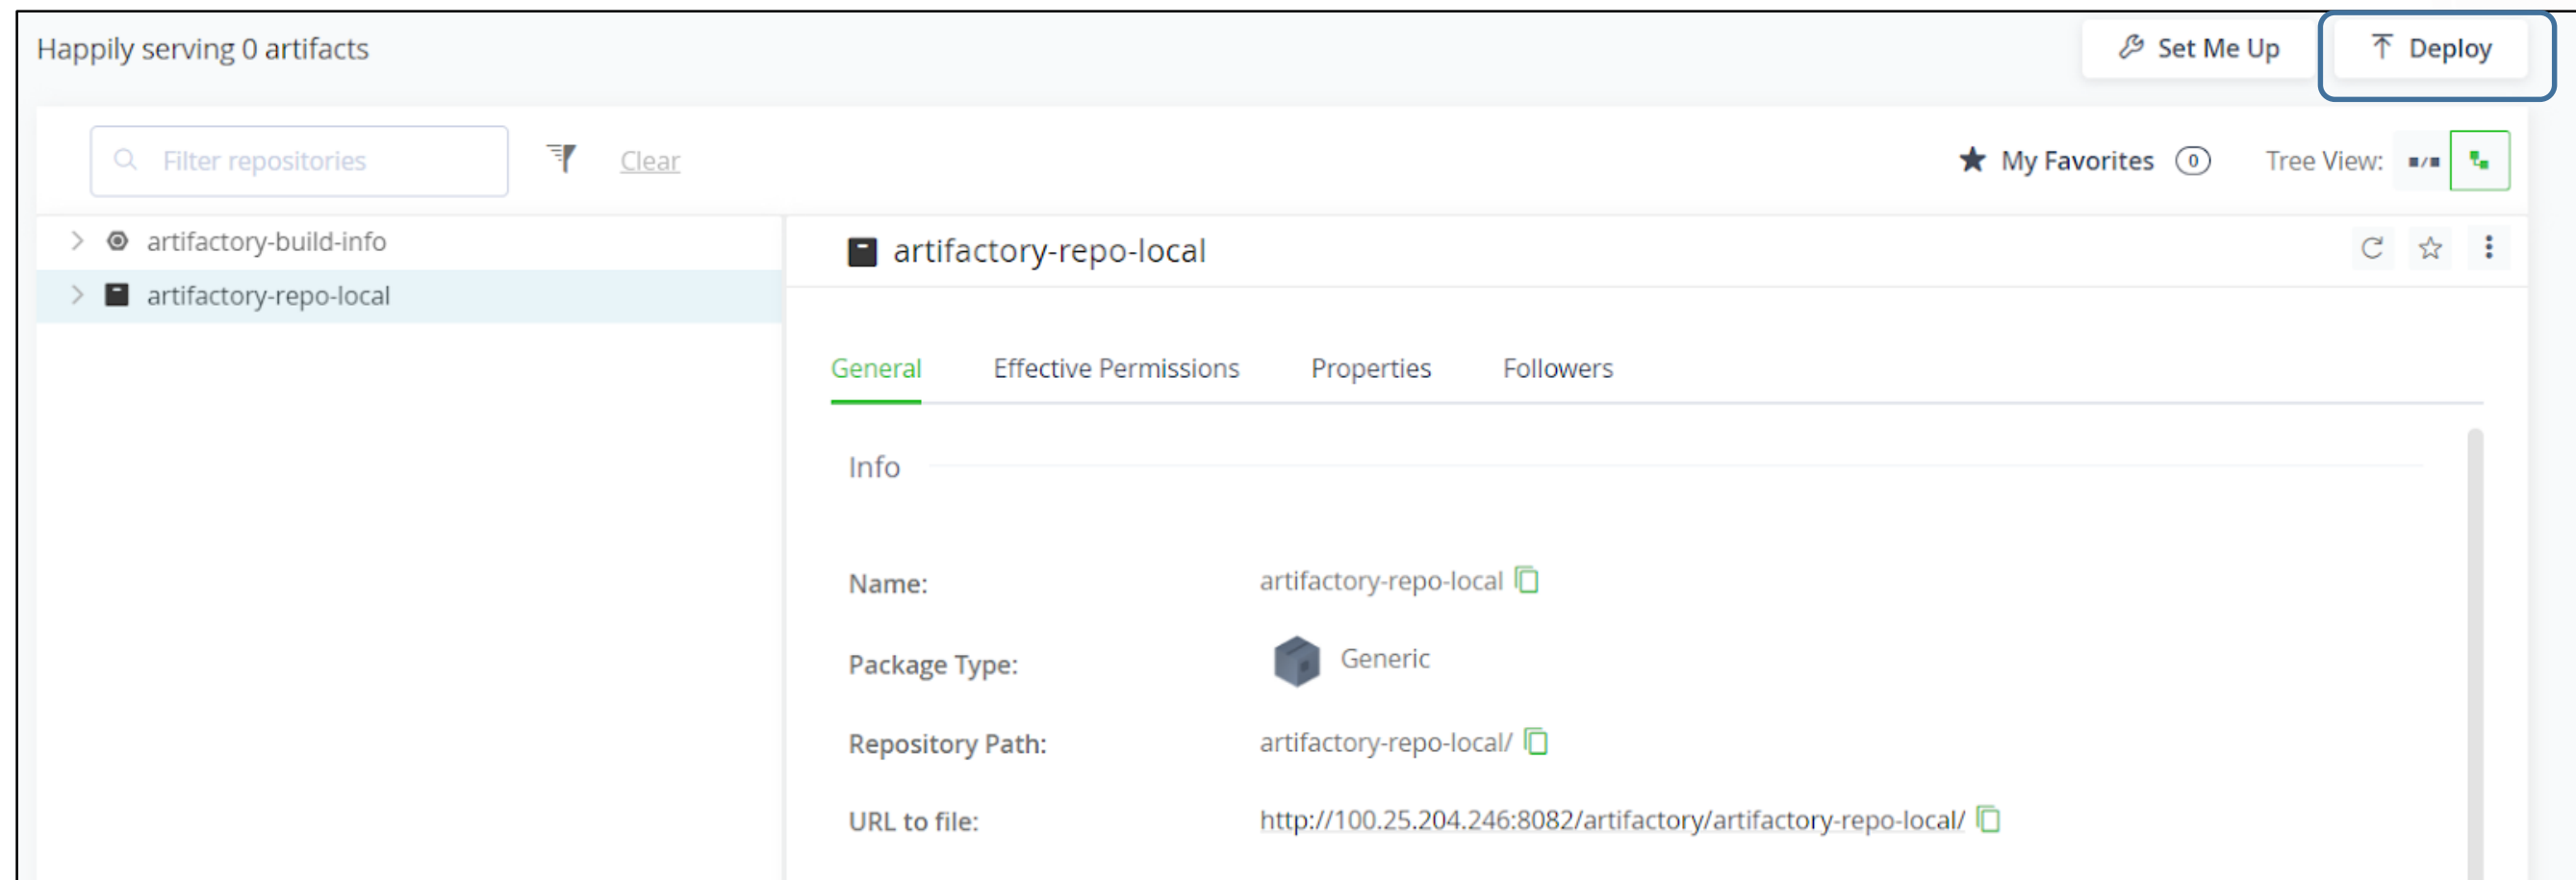 Happily serving 0 artifacts
Set Me Up
Deploy
Filter repositories
Clear
My Favorites 0
Tree View:
artifactory-build-info
artifactory-repo-local
artifactory-repo-local
General
Effective Permissions
Properties
Followers
Info
Name:
artifactory-repo-local
Package Type:
Generic
Repository Path:
artifactory-repo-local/
URL to file:
http://100.25.204.246:8082/artifactory/artifactory-repo-local/